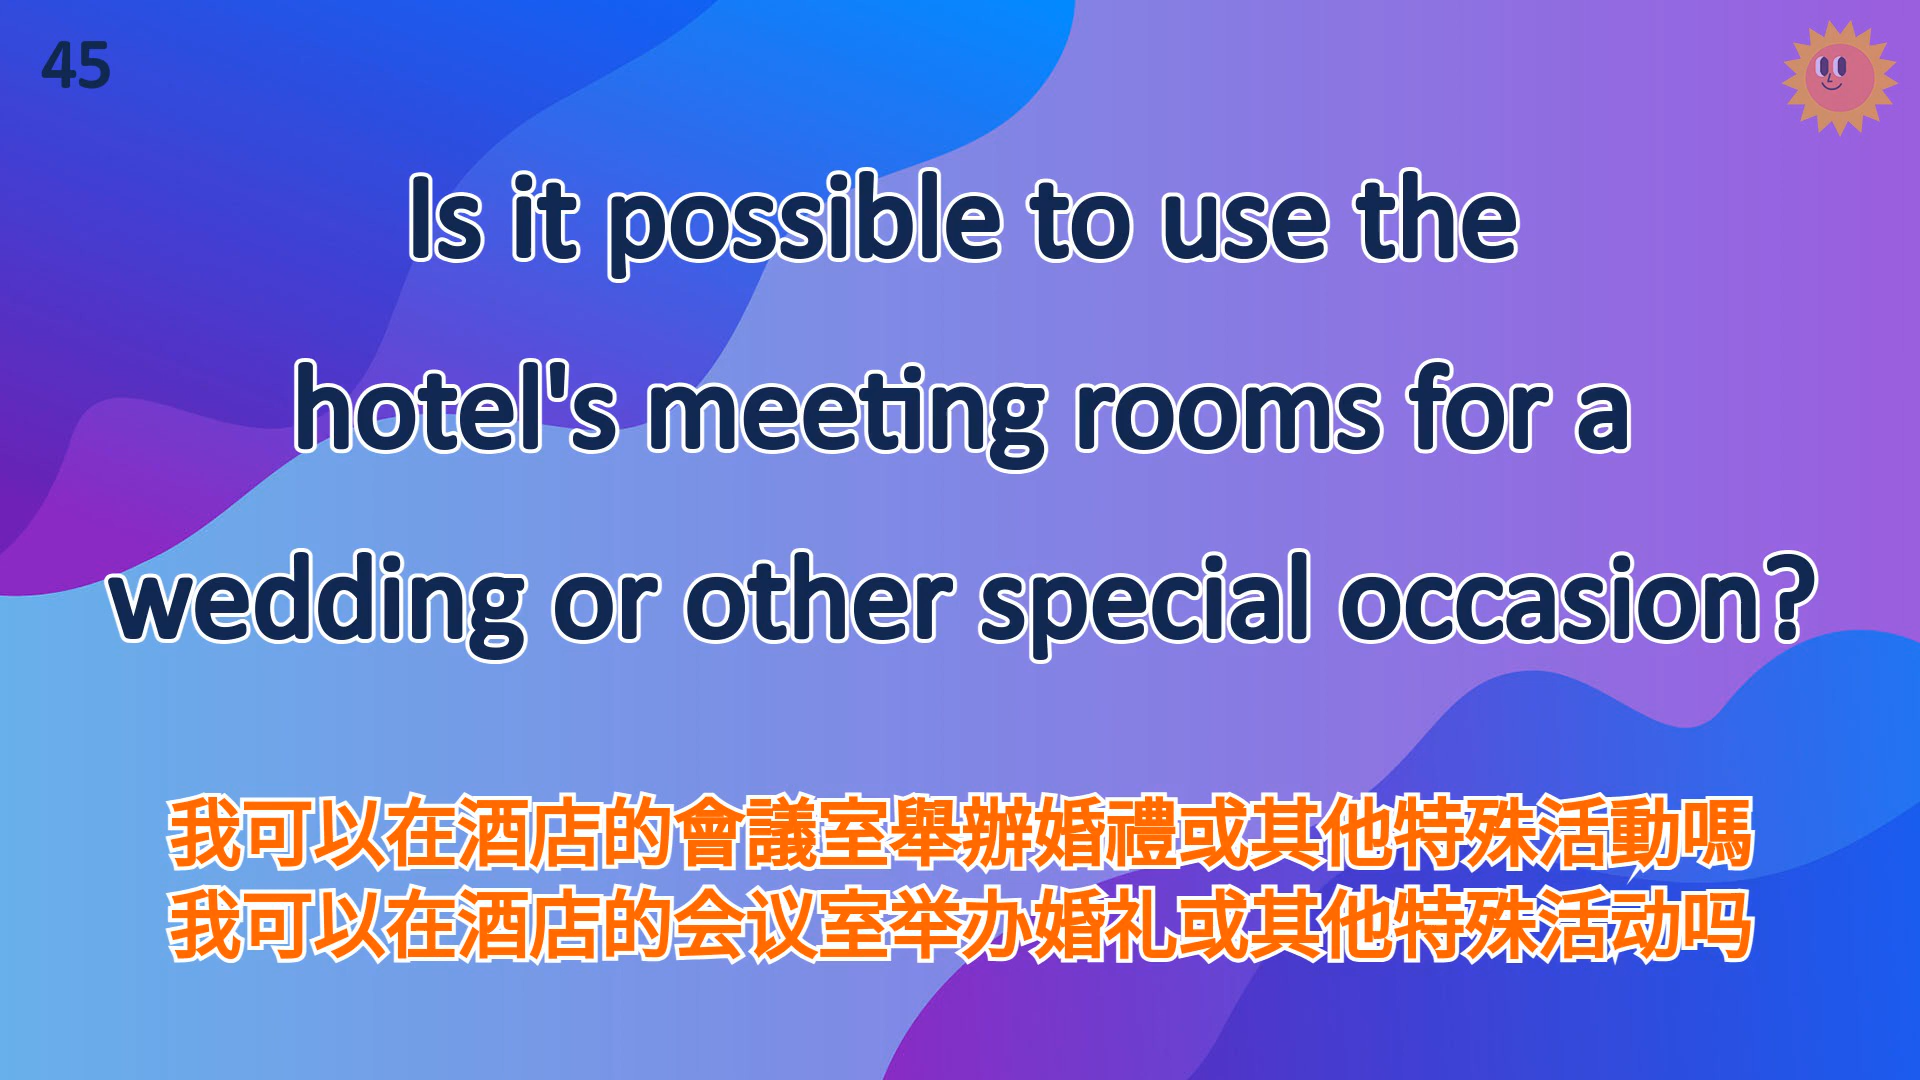 45
Is it possible to use the
hotel's meeting rooms for a
wedding or other special occasion?
我可以在酒店的會議室舉辦婚禮或其他特殊活動嗎
我可以在酒店的会议室举办婚礼或其他特殊活动吗